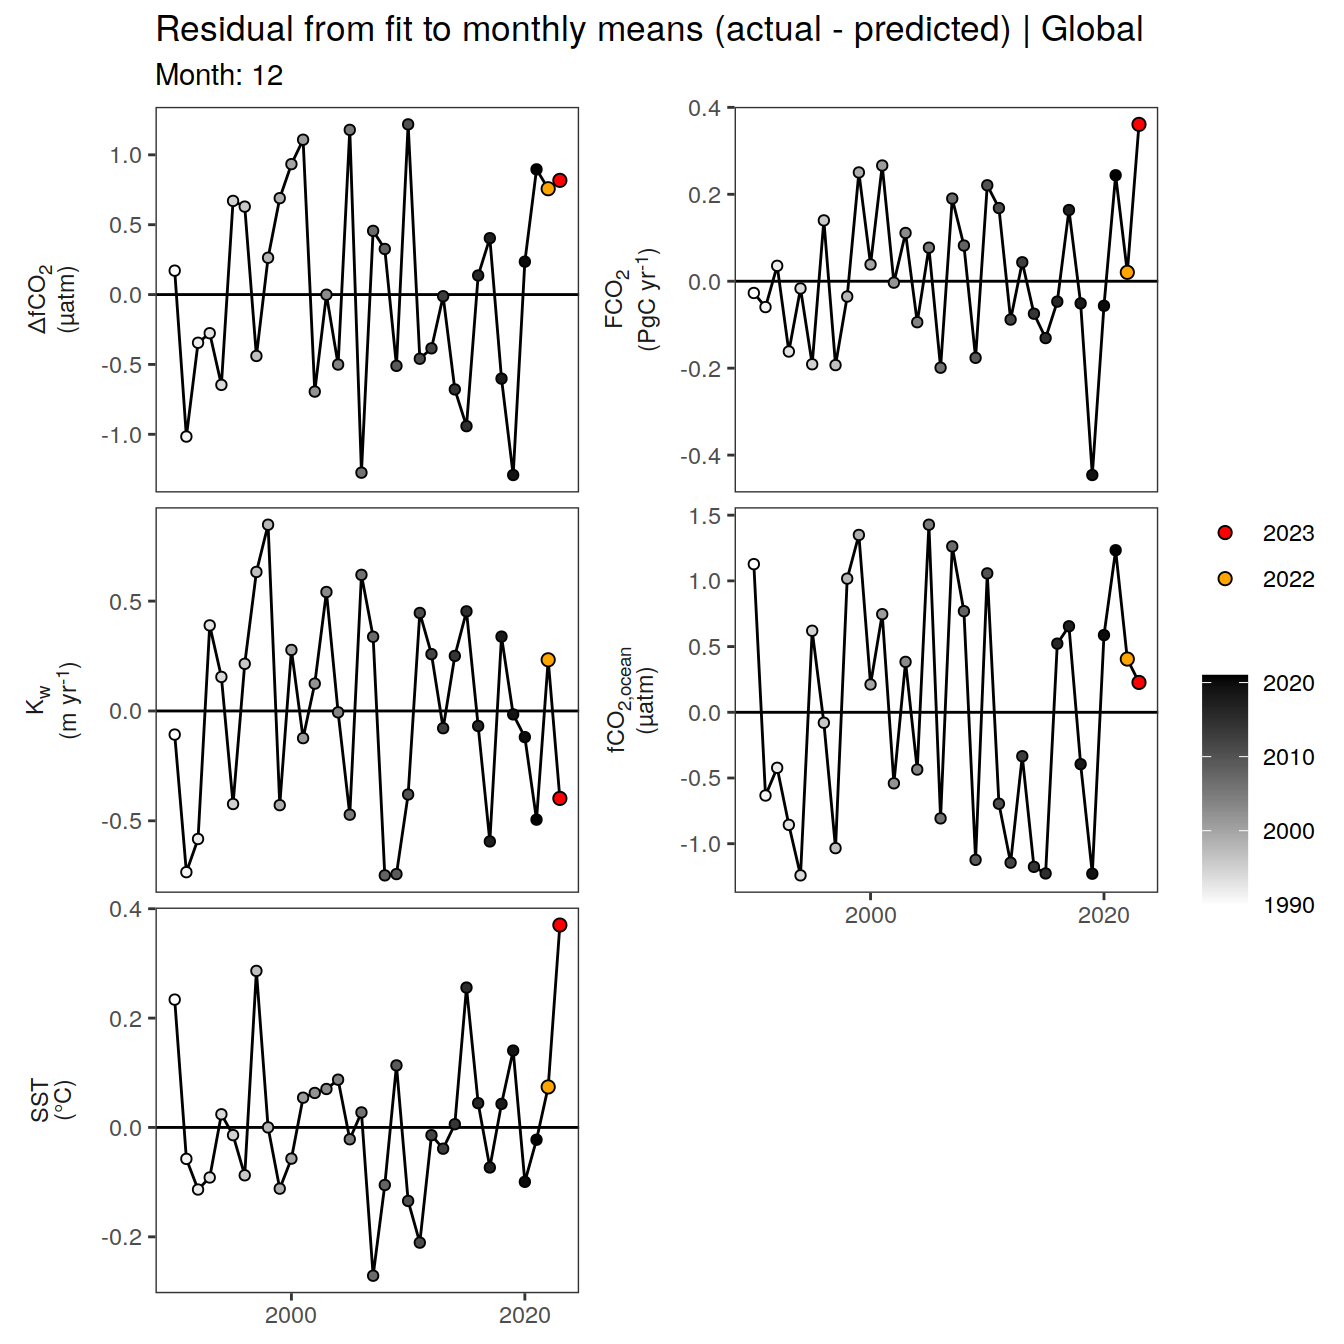 Residual from fit to monthly means (actual - predicted) | Global
Month: 12
ΔfCO2
(µatm)
1.0
0.5
0.0
-0.5
-1.0
FCO2
(PgC yr-1)
0.4
0.2
0.0
-0.2
-0.4
Kw
(m yr-1)
0.5
0.0
-0.5
fCO2,ocean
(µatm)
1.5
1.0
0.5
0.0
-0.5
-1.0
2000
2020
SST
(°C)
0.4
0.2
0.0
-0.2
2000
2020
2023
2022
2020
2010
2000
1990